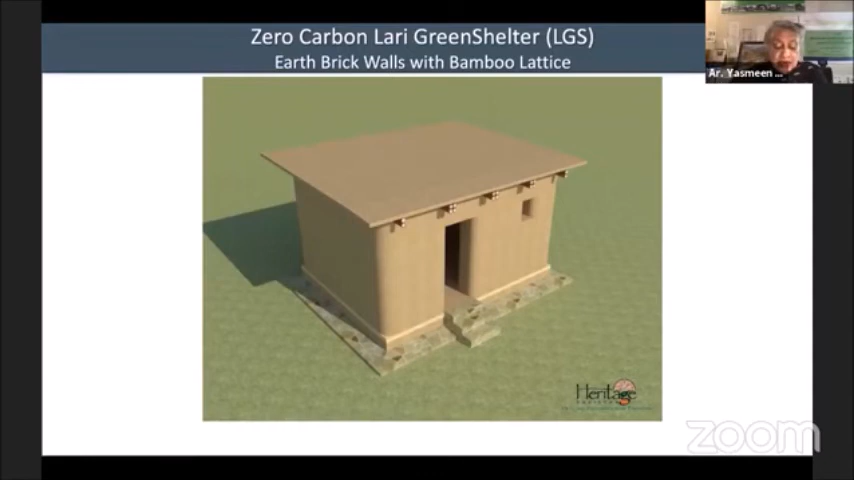 Zero Carbon Lari GreenShelter (LGS)
Earth Brick Walls with Bamboo Lattice
Ar. Yasmeen ...
Heritage
zoom